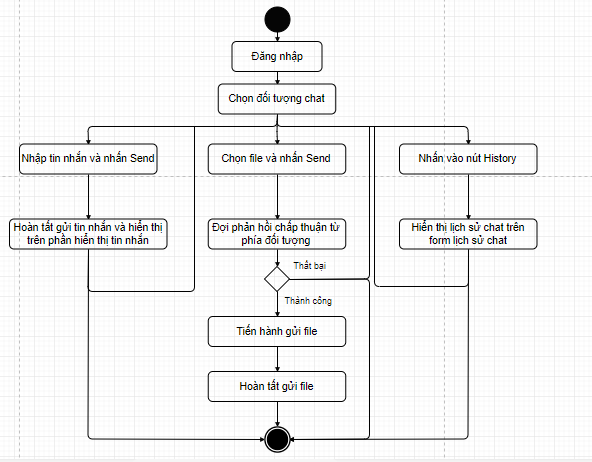 Đăng nhập
Chọn đối tượng chat
Nhập tin nhắn và nhấn Send
Chọn file và nhấn Send
Nhấn vào nút History
Hoàn tất gửi tin nhắn và hiển thị
trên phần hiển thị tin nhắn
Đợi phản hồi chấp thuận từ
phía đối tượng
Hiển thị lịch sử chat trên
form lịch sử chat
Thất bại
Thành công
Tiến hành gửi file
Hoàn tất gửi file